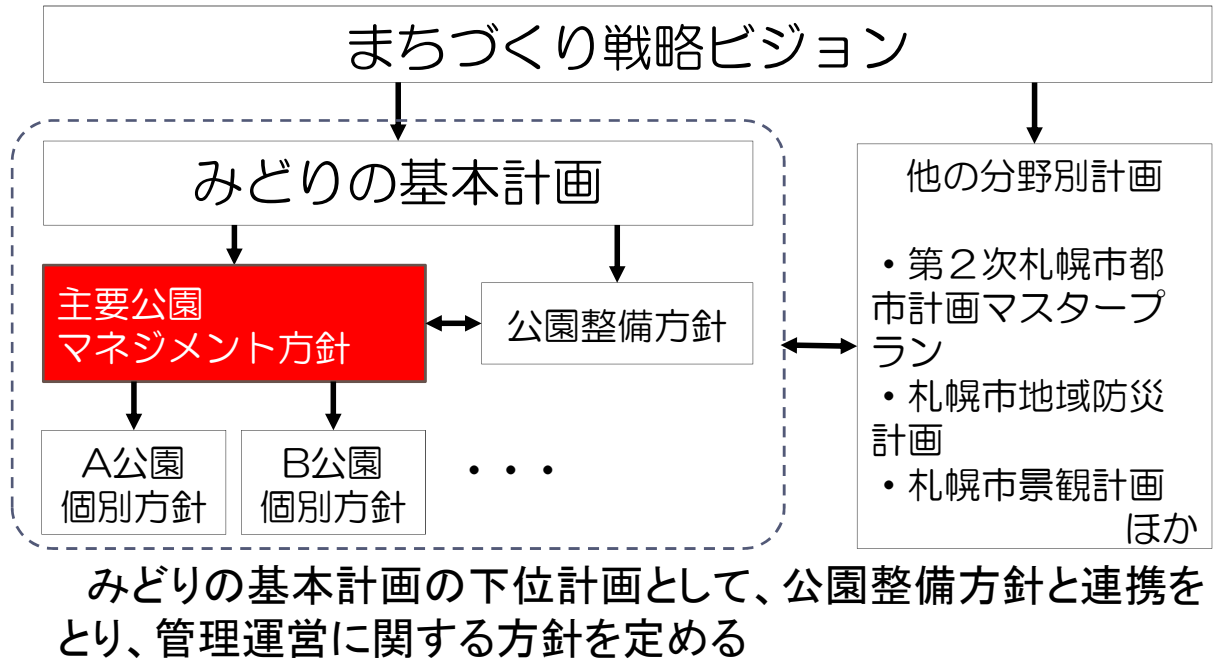 まちづくり戦略ビジョン
みどりの基本計画
主要公園
マネジメント方針
公園整備方針
A公園
個別方針
B公園
個別方針
・・・
他の分野別計画
・第２次札幌市都
市計画マスタープ
ラン
・札幌市地域防災
計画
・札幌市景観計画
ほか
みどりの基本計画の下位計画として、公園整備方針と連携を
とり、管理運営に関する方針を定める